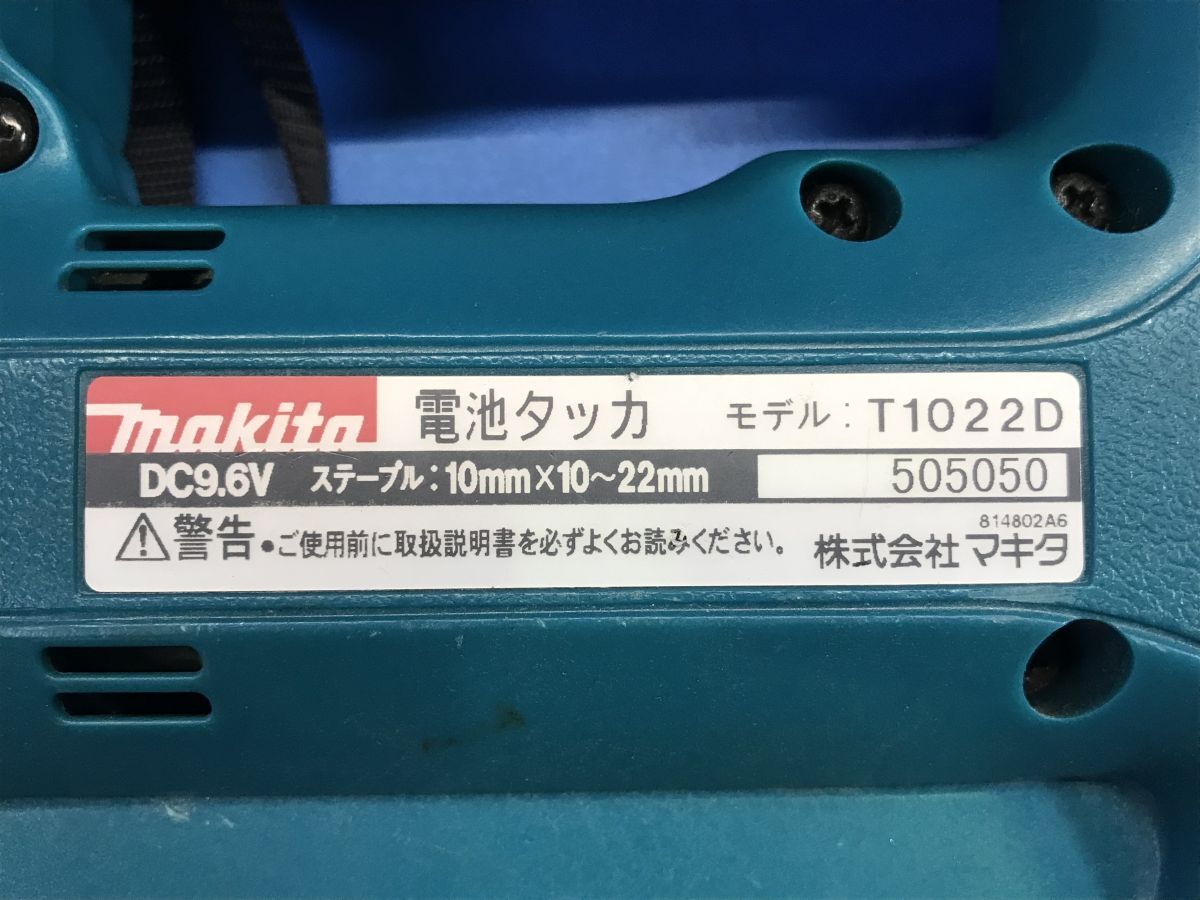 makita 電池タッカ モデル:T1022D
DC9.6V ステープル:10mm×10～22mm 505050
814802A6
⚠警告 ●ご使用前に取扱説明書を必ずよくお読みください。 株式会社マキタ